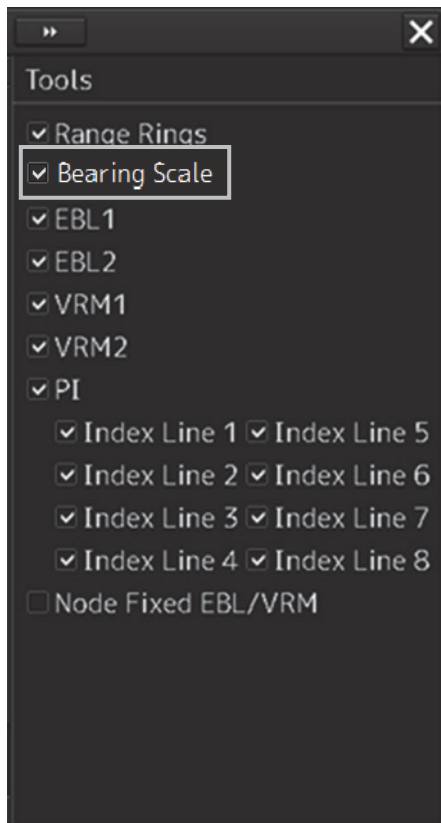 Tools
Range Rings
Bearing Scale
EBL1
EBL2
VRM1
VRM2
PI
Index Line 1 Index Line 5
Index Line 2 Index Line 6
Index Line 3 Index Line 7
Index Line 4 Index Line 8
Node Fixed EBL/VRM